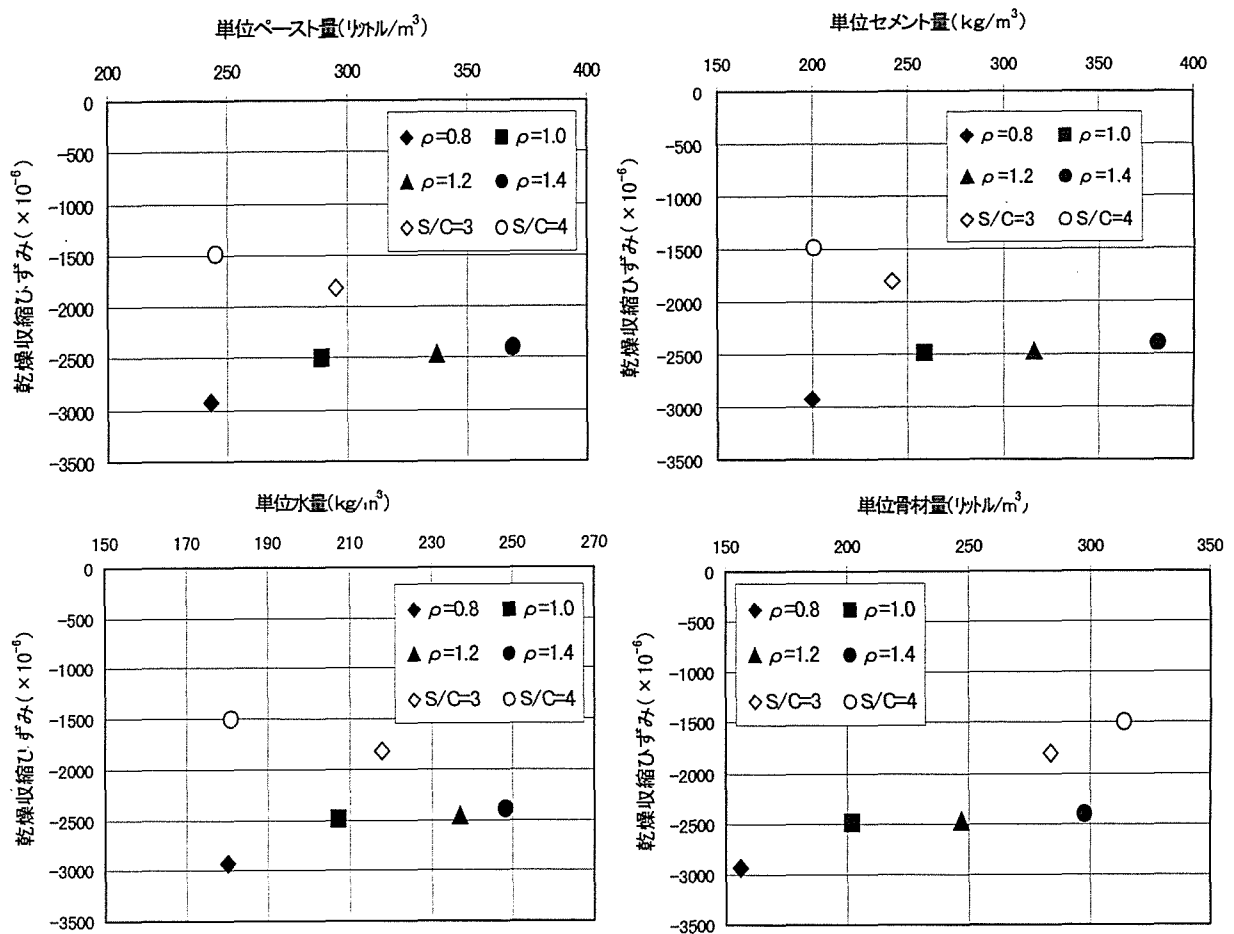 単位ペースト量(リットル/m³)
200 250 300 350 400
0
-500
-1000
-1500
-2000
-2500
-3000
-3500
乾燥収縮ひずみ(×10⁻⁶)
◆ρ=0.8 ■ρ=1.0
▲ρ=1.2 ●ρ=1.4
◇S/C=3 ○S/C=4
単位セメント量(kg/m³)
150 200 250 300 350 400
0
-500
-1000
-1500
-2000
-2500
-3000
-3500
乾燥収縮ひずみ(×10⁻⁶)
◆ρ=0.8 ■ρ=1.0
▲ρ=1.2 ●ρ=1.4
◇S/C=3 ○S/C=4
単位水量(kg/m³)
150 170 190 210 230 250 270
0
-500
-1000
-1500
-2000
-2500
-3000
-3500
乾燥収縮ひずみ(×10⁻⁶)
◆ρ=0.8 ■ρ=1.0
▲ρ=1.2 ●ρ=1.4
◇S/C=3 ○S/C=4
単位骨材量(リットル/m³)
150 200 250 300 350
0
-500
-1000
-1500
-2000
-2500
-3000
-3500
乾燥収縮ひずみ(×10⁻⁶)
◆ρ=0.8 ■ρ=1.0
▲ρ=1.2 ●ρ=1.4
◇S/C=3 ○S/C=4